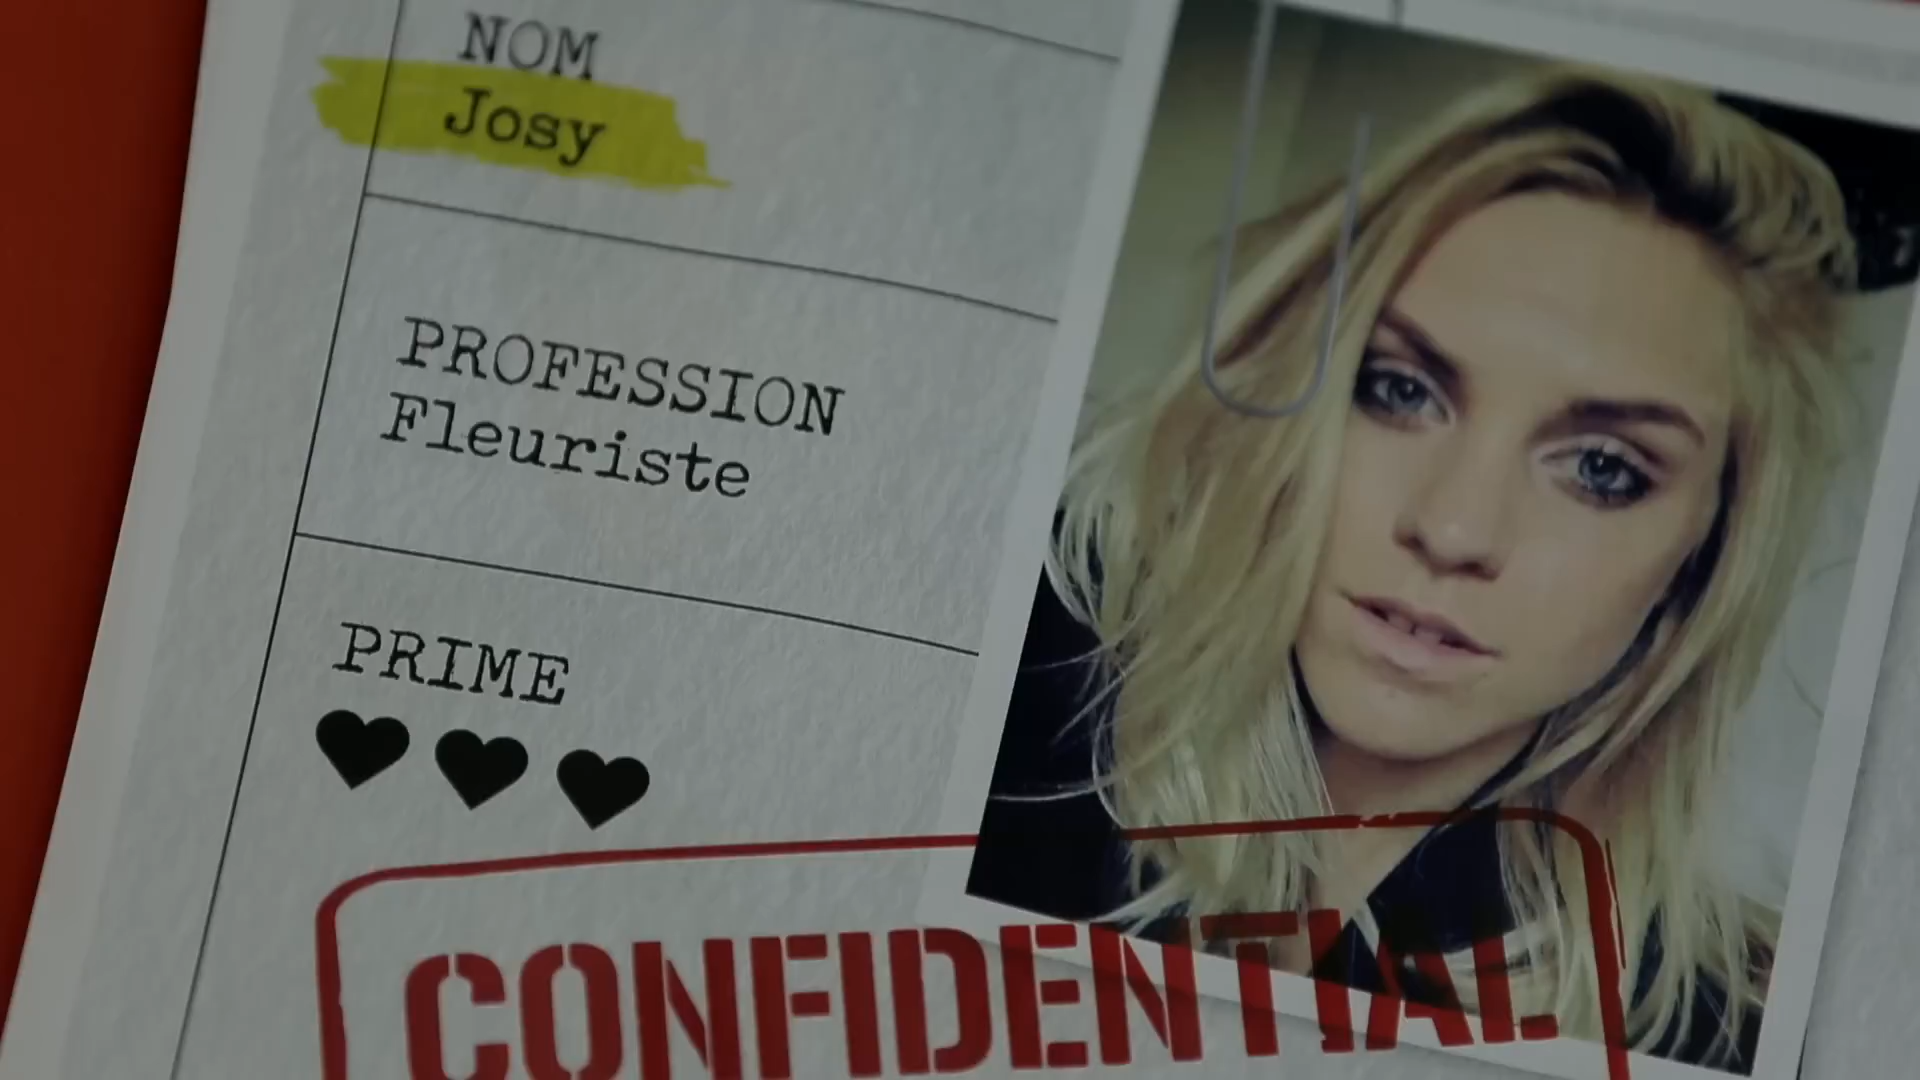 NOM
Josy
PROFESSION
Fleuriste
PRIME
♥♥♥
CONFIDENTIAL